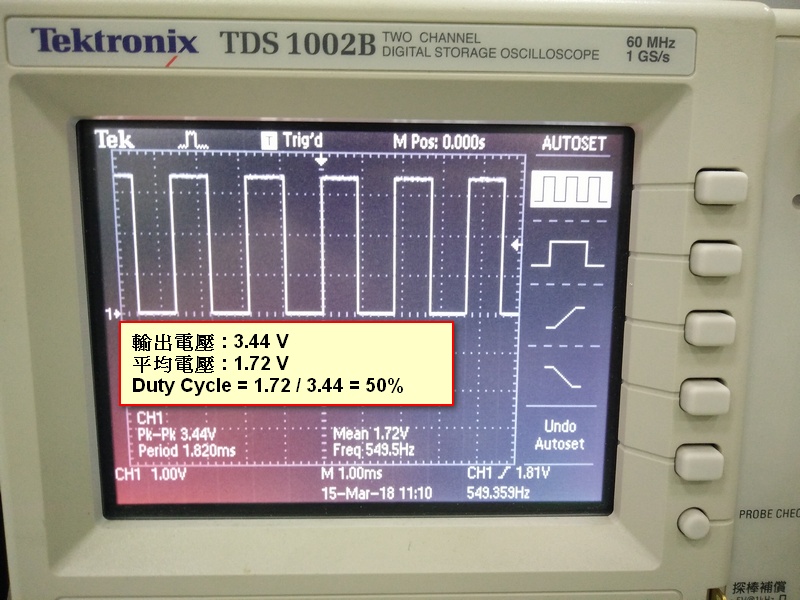 Tektronix TDS 1002B TWO CHANNEL DIGITAL STORAGE OSCILLOSCOPE 60 MHz 1 GS/s
Tek T Trig'd M Pos: 0.000s AUTOSET
1
輸出電壓：3.44 V
平均電壓：1.72 V
Duty Cycle = 1.72 / 3.44 = 50%
CH1
Pk-Pk 3.44V Mean 1.72V
Period 1.820ms Freq 549.5Hz
Undo
Autoset
CH1 1.00V M 1.00ms CH1 1.81V
15-Mar-18 11:10 549.359Hz
PROBE CHEC
探棒補償